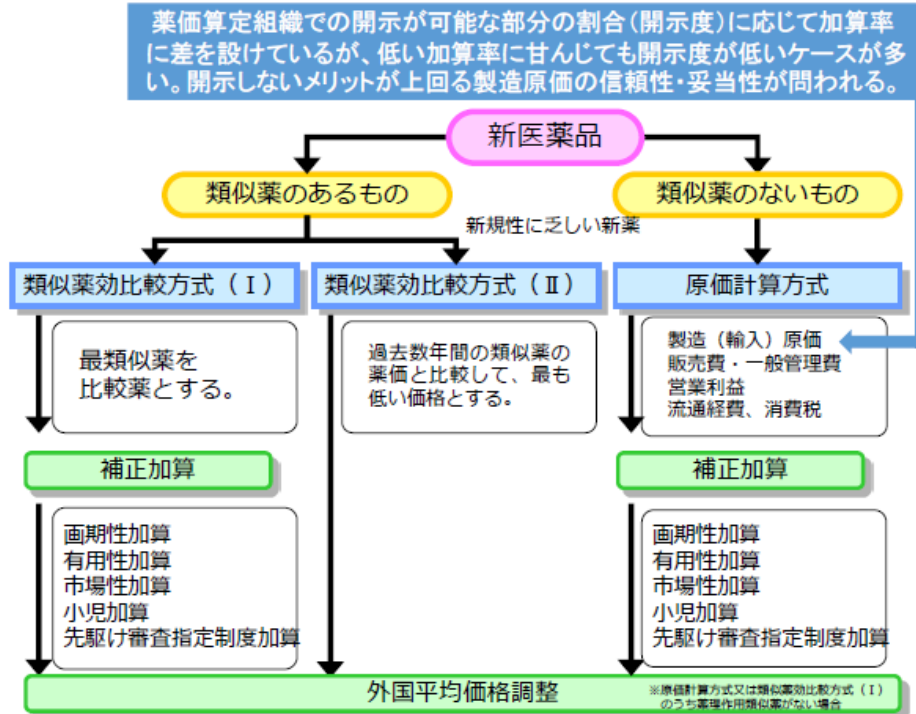 薬価算定組織での開示が可能な部分の割合(開示度)に応じて加算率
に差を設けているが、低い加算率に甘んじても開示度が低いケースが多
い。開示しないメリットが上回る製造原価の信頼性・妥当性が問われる。
新医薬品
類似薬のあるもの
類似薬のないもの
新規性に乏しい新薬
類似薬効比較方式（Ⅰ）
類似薬効比較方式（Ⅱ）
原価計算方式
最類似薬を
比較薬とする。
過去数年間の類似薬の
薬価と比較して、最も
低い価格とする。
製造（輸入）原価
販売費・一般管理費
営業利益
流通経費、消費税
補正加算
補正加算
画期性加算
有用性加算
市場性加算
小児加算
先駆け審査指定制度加算
画期性加算
有用性加算
市場性加算
小児加算
先駆け審査指定制度加算
外国平均価格調整
※原価計算方式又は類似薬効比較方式（Ⅰ）
のうち薬理作用類似薬がない場合